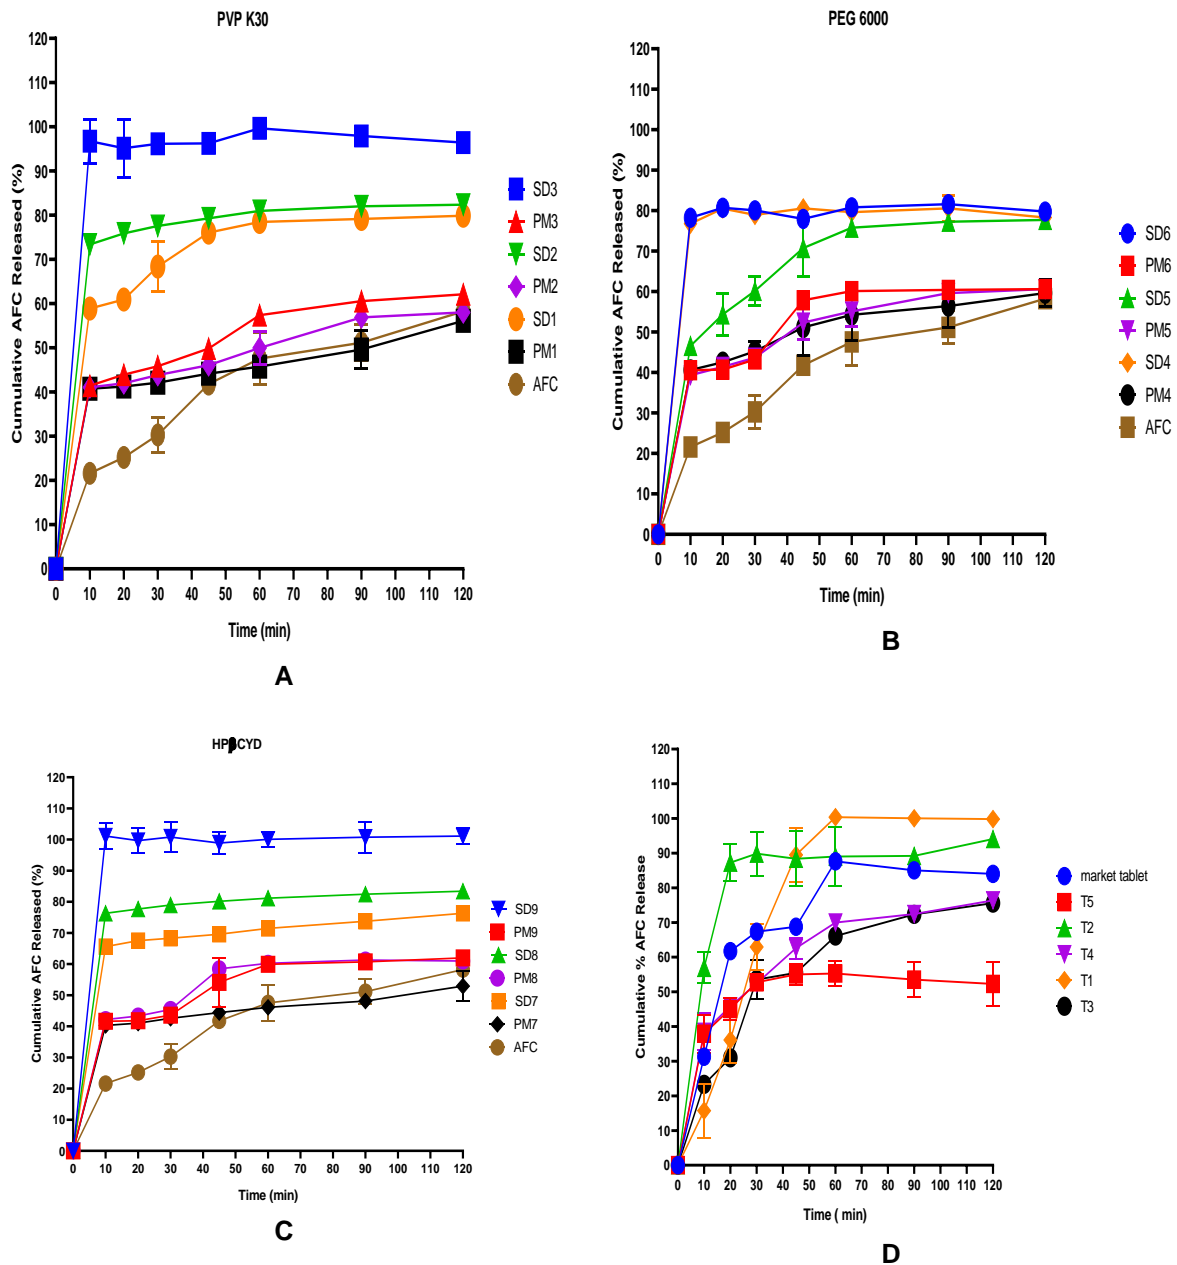 PVP K30
120
110
100
90
80
70
60
50
40
30
20
10
0
Cumulative AFC Released (%)
0 10 20 30 40 50 60 70 80 90 100 110 120
Time (min)
SD3
PM3
SD2
PM2
SD1
PM1
AFC
A
PEG 6000
120
110
100
90
80
70
60
50
40
30
20
10
0
Cumulative AFC Released (%)
0 10 20 30 40 50 60 70 80 90 100 110 120
Time (min)
SD6
PM6
SD5
PM5
SD4
PM4
AFC
B
HPβCYD
120
110
100
90
80
70
60
50
40
30
20
10
0
Cumulative AFC Released (%)
0 10 20 30 40 50 60 70 80 90 100 110 120
Time (min)
SD9
PM9
SD8
PM8
SD7
PM7
AFC
C
120
110
100
90
80
70
60
50
40
30
20
10
0
Cumulative % AFC Release
0 10 20 30 40 50 60 70 80 90 100 110 120
Time ( min)
market tablet
T5
T2
T4
T1
T3
D